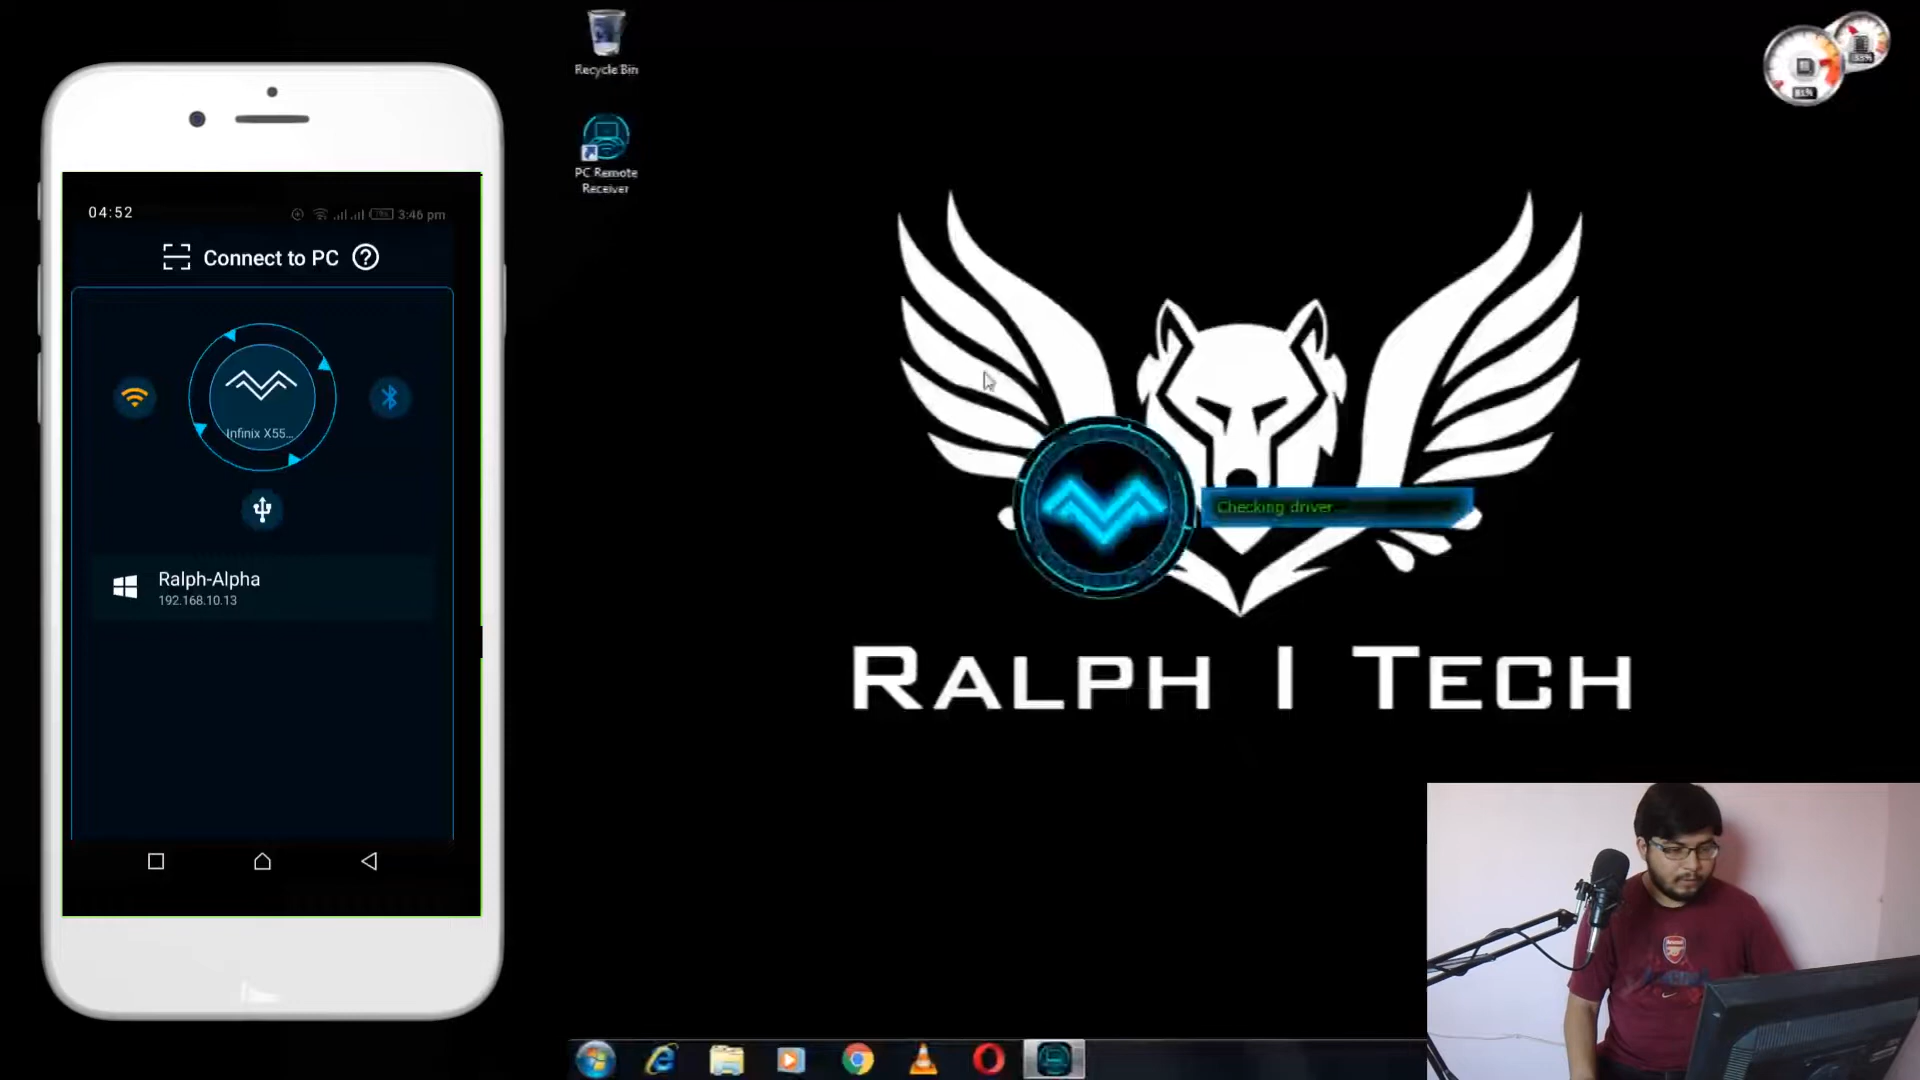 04:52
3:46 pm
Connect to PC
Infinix X55...
Ralph-Alpha
192.168.10.13
Recycle Bin
PC Remote
Receiver
Checking driver...
RALPH I TECH